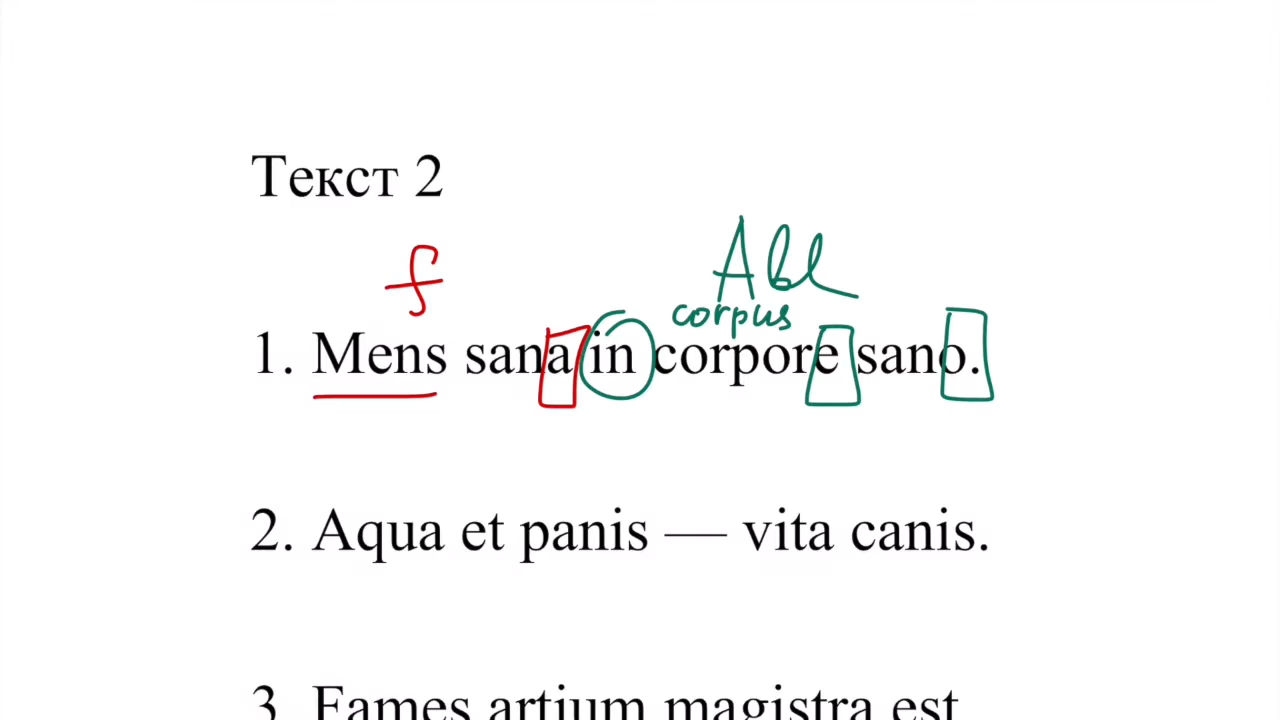 Текст 2
f
Abl
corpus
1. Mens sana in corpore sano.
2. Aqua et panis — vita canis.
3. Fames artium magistra est